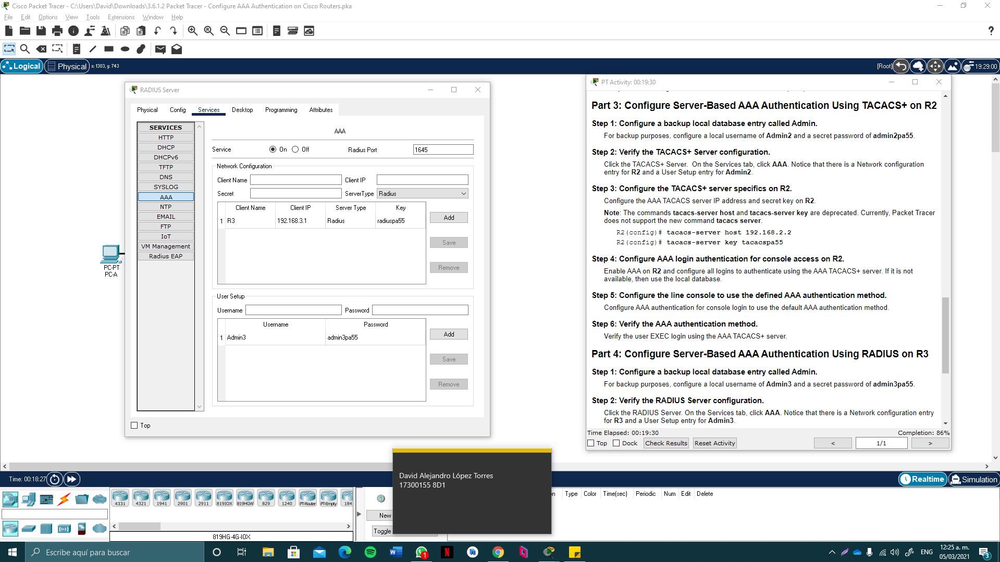 Cisco Packet Tracer - C:\Users\David\Downloads\3.6.1.2 Packet Tracer - Configure AAA Authentication on Cisco Routers.pka
File Edit Options View Tools Extensions Window Help
?
Logical Physical x: 1303, y: 743
[Root] 19:29:00
RADIUS Server
Physical Config Services Desktop Programming Attributes
SERVICES
HTTP
DHCP
DHCPv6
TFTP
DNS
SYSLOG
AAA
NTP
EMAIL
FTP
IoT
VM Management
Radius EAP
AAA
Service On Off Radius Port 1645
Network Configuration
Client Name Client IP
Secret ServerType Radius
Client Name Client IP Server Type Key
1 R3 192.168.3.1 Radius radiuspa55
Add
Save
Remove
User Setup
Username Password
Username Password
1 Admin3 admin3pa55
Add
Save
Remove
Top
PC-PT
PC-A
PT Activity: 00:19:30
Part 3: Configure Server-Based AAA Authentication Using TACACS+ on R2
Step 1: Configure a backup local database entry called Admin.
For backup purposes, configure a local username of Admin2 and a secret password of admin2pa55.
Step 2: Verify the TACACS+ Server configuration.
Click the TACACS+ Server. On the Services tab, click AAA. Notice that there is a Network configuration
entry for R2 and a User Setup entry for Admin2.
Step 3: Configure the TACACS+ server specifics on R2.
Configure the AAA TACACS server IP address and secret key on R2.
Note: The commands tacacs-server host and tacacs-server key are deprecated. Currently, Packet Tracer
does not support the new command tacacs server.
R2(config)# tacacs-server host 192.168.2.2
R2(config)# tacacs-server key tacacspa55
Step 4: Configure AAA login authentication for console access on R2.
Enable AAA on R2 and configure all logins to authenticate using the AAA TACACS+ server. If it is not
available, then use the local database.
Step 5: Configure the line console to use the defined AAA authentication method.
Configure AAA authentication for console login to use the default AAA authentication method.
Step 6: Verify the AAA authentication method.
Verify the user EXEC login using the AAA TACACS+ server.
Part 4: Configure Server-Based AAA Authentication Using RADIUS on R3
Step 1: Configure a backup local database entry called Admin.
For backup purposes, configure a local username of Admin3 and a secret password of admin3pa55.
Step 2: Verify the RADIUS Server configuration.
Click the RADIUS Server. On the Services tab, click AAA. Notice that there is a Network configuration entry
for R3 and a User Setup entry for Admin3.
Time Elapsed: 00:19:30 Completion: 86%
Top Dock Check Results Reset Activity < 1/1 >
David Alejandro López Torres
17300155 8D1
Time: 00:18:27
Realtime Simulation
4331 4321 1941 2901 2911 819IOX 819HGW 829 1240 PT-Router PT-Empty 184
819HG-4G-IOX
New
Toggle
on Type Color Time(sec) Periodic Num Edit Delete
Escribe aquí para buscar
1
ENG
12:25 a. m.
05/03/2021
3